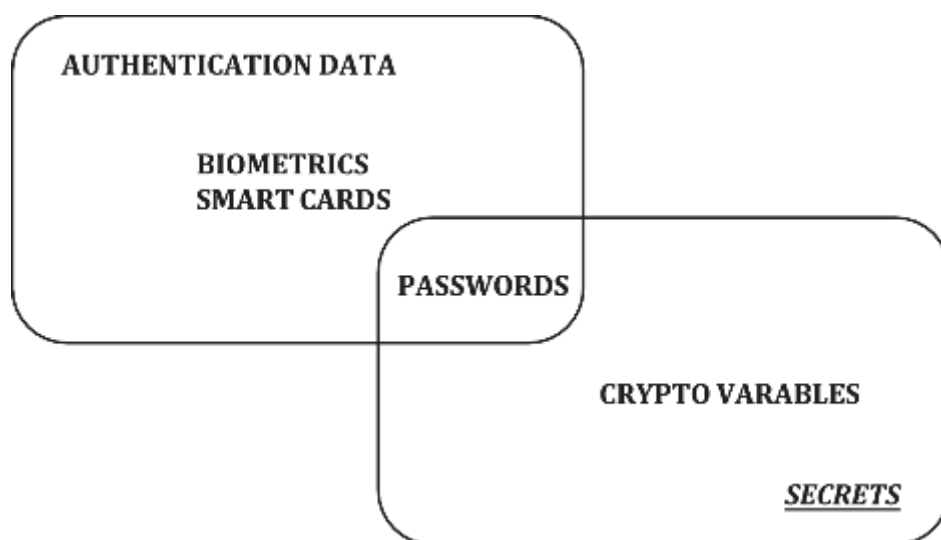 AUTHENTICATION DATA
BIOMETRICS
SMART CARDS
PASSWORDS
CRYPTO VARABLES
SECRETS